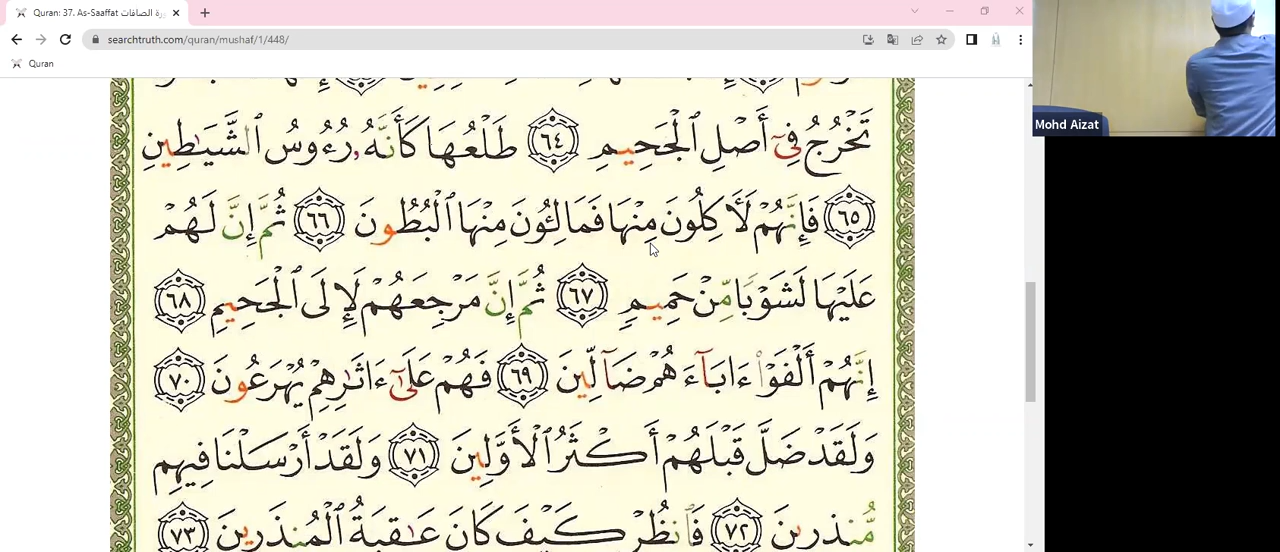 Quran: 37. As-Saaffat سورة الصافات
searchtruth.com/quran/mushaf/1/448/
Quran
Mohd Aizat
تَخْرُجُ فِىٓ أَصْلِ ٱلْجَحِيمِ ٦٤ طَلْعُهَا كَأَنَّهُۥ رُءُوسُ ٱلشَّيَـٰطِينِ
٦٥ فَإِنَّهُمْ لَـَٔاكِلُونَ مِنْهَا فَمَالِـُٔونَ مِنْهَا ٱلْبُطُونَ ٦٦ ثُمَّ إِنَّ لَهُمْ
عَلَيْهَا لَشَوْبًا مِّنْ حَمِيمٍ ٦٧ ثُمَّ إِنَّ مَرْجِعَهُمْ لَإِلَى ٱلْجَحِيمِ ٦٨
إِنَّهُمْ أَلْفَوْا۟ ءَابَآءَهُمْ ضَآلِّينَ ٦٩ فَهُمْ عَلَىٰٓ ءَاثَـٰرِهِمْ يُهْرَعُونَ ٧٠
وَلَقَدْ ضَلَّ قَبْلَهُمْ أَكْثَرُ ٱلْأَوَّلِينَ ٧١ وَلَقَدْ أَرْسَلْنَا فِيهِم
مُّنذِرِينَ ٧٢ فَٱنظُرْ كَيْفَ كَانَ عَـٰقِبَةُ ٱلْمُنذَرِينَ ٧٣